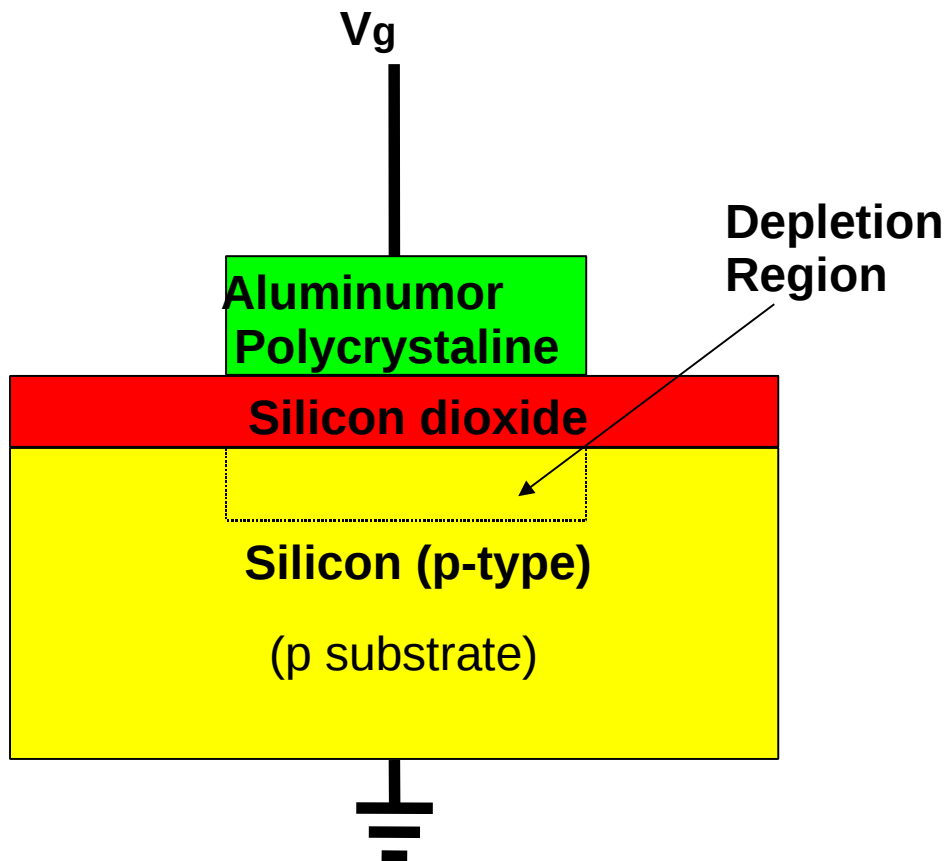 Vg
Depletion
Region
Aluminumor
Polycrystaline
Silicon dioxide
Silicon (p-type)
(p substrate)